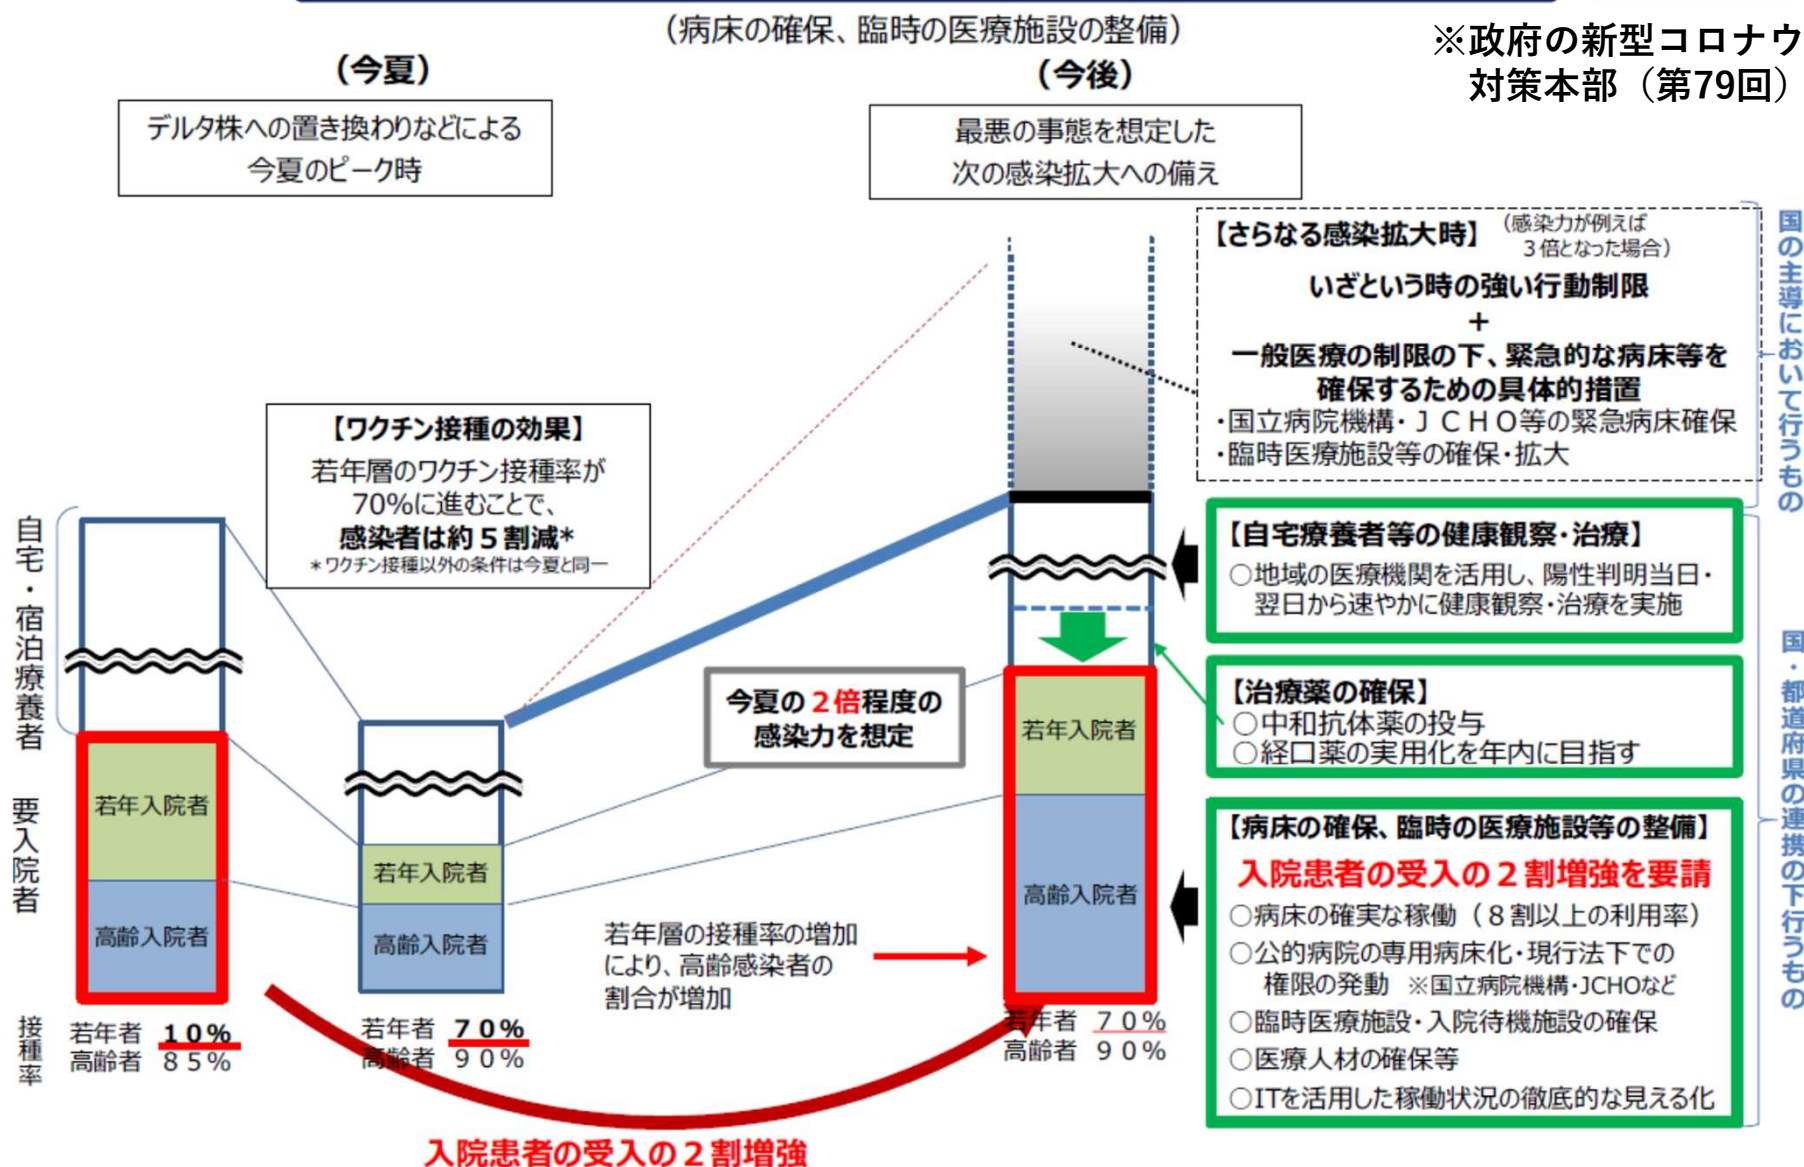 (病床の確保、臨時の医療施設の整備)
※政府の新型コロナウ
対策本部（第79回）
（今夏）
デルタ株への置き換わりなどによる
今夏のピーク時
（今後）
最悪の事態を想定した
次の感染拡大への備え
【さらなる感染拡大時】
（感染力が例えば
３倍となった場合）
いざという時の強い行動制限
＋
一般医療の制限の下、緊急的な病床等を
確保するための具体的措置
・国立病院機構・ＪＣＨＯ等の緊急病床確保
・臨時医療施設等の確保・拡大
国の主導において行うもの
【ワクチン接種の効果】
若年層のワクチン接種率が
70%に進むことで、
感染者は約５割減*
*ワクチン接種以外の条件は今夏と同一
自宅・宿泊療養者
要入院者
接種率
若年入院者
高齢入院者
若年者 10%
高齢者 85%
若年入院者
高齢入院者
若年者 70%
高齢者 90%
今夏の２倍程度の
感染力を想定
若年層の接種率の増加
により、高齢感染者の
割合が増加
若年入院者
高齢入院者
若年者 70%
高齢者 90%
入院患者の受入の２割増強
【自宅療養者等の健康観察・治療】
○地域の医療機関を活用し、陽性判明当日・
翌日から速やかに健康観察・治療を実施
【治療薬の確保】
○中和抗体薬の投与
○経口薬の実用化を年内に目指す
【病床の確保、臨時の医療施設等の整備】
入院患者の受入の２割増強を要請
○病床の確実な稼働（８割以上の利用率）
○公的病院の専用病床化・現行法下での
権限の発動 ※国立病院機構・JCHOなど
○臨時医療施設・入院待機施設の確保
○医療人材の確保等
○ITを活用した稼働状況の徹底的な見える化
国・都道府県の連携の下行うもの